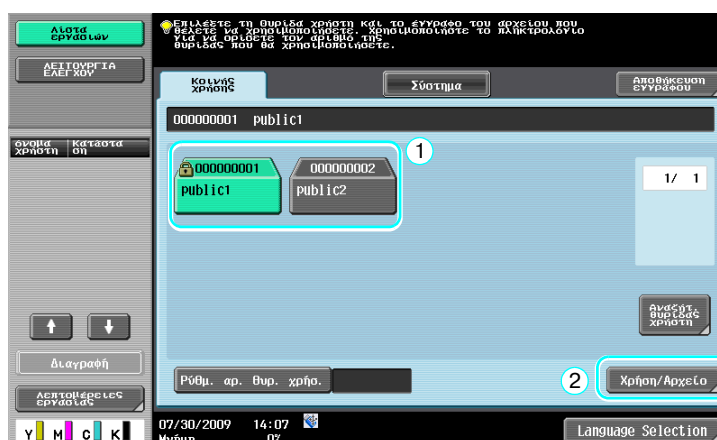 Λίστα
εργασιών
Επιλέξτε τη Θυρίδα χρήστη και το έγγραφο του αρχείου που
θέλετε να χρησιμοποιήσετε. Χρησιμοποιήστε το πληκτρολόγιο
για να ορίσετε τον αριθμό της
θυρίδας που θα χρησιμοποιήσετε.
ΛΕΙΤΟΥΡΓΙΑ
ΕΛΕΓΧΟΥ
Κοινής
χρήσης
Σύστημα
Αποθήκευση
εγγράφου
000000001 public1
όνομα
χρήστη
Κατάστα
ση
1
000000001
public1
000000002
public2
1/ 1
Αναζήτ.
θυρίδας
χρήστη
Διαγραφή
Ρύθμ. αρ. θυρ. χρήσ.
2
Χρήση/Αρχείο
Λεπτομέρειες
εργασίας
Y M C K
07/30/2009 14:07
Μνήμη 0%
Language Selection